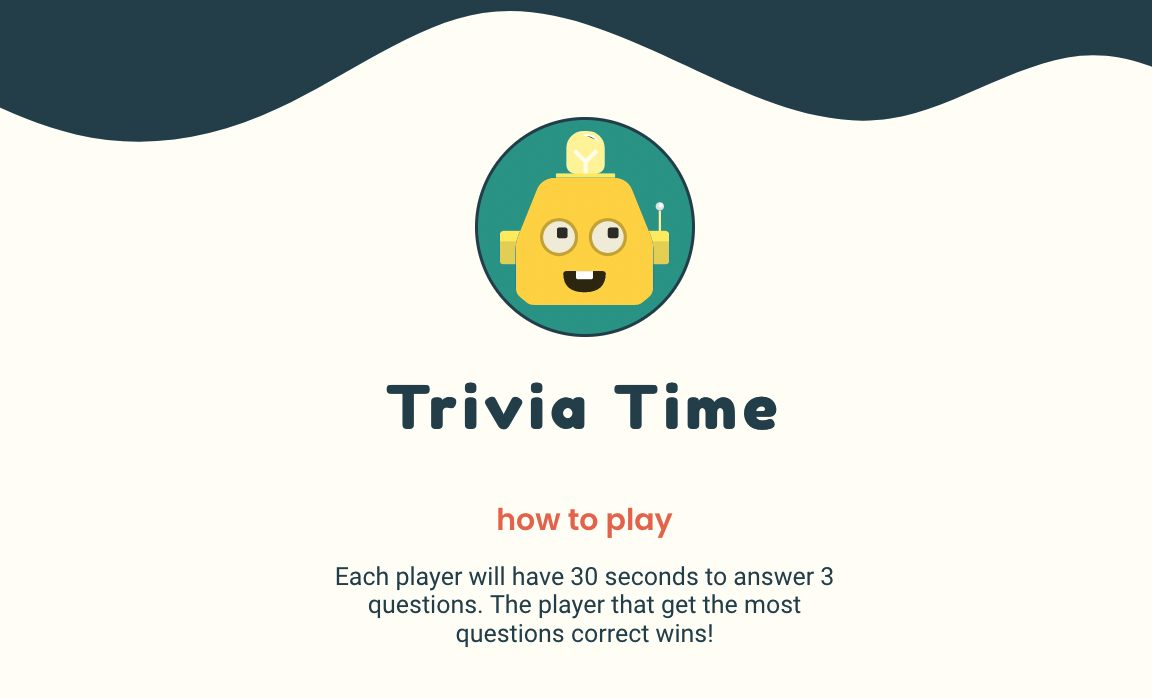 Trivia Time
how to play
Each player will have 30 seconds to answer 3
questions. The player that get the most
questions correct wins!